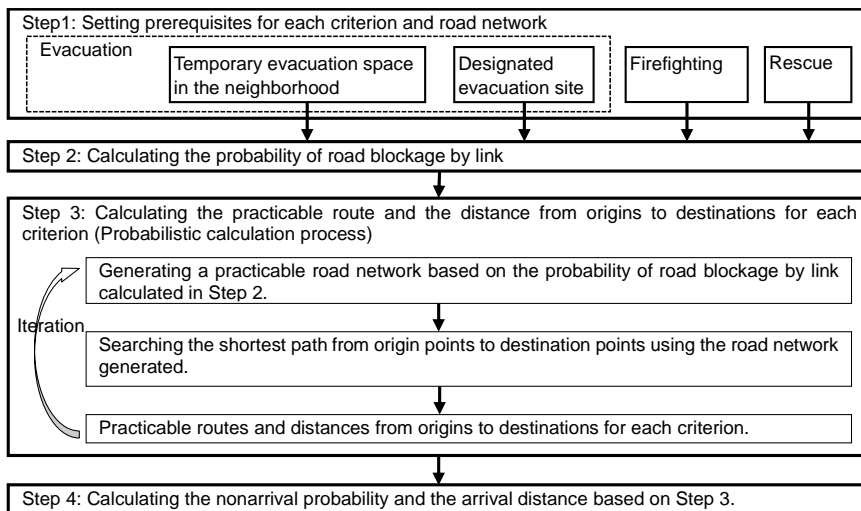 Step1: Setting prerequisites for each criterion and road network
Evacuation
Temporary evacuation space
in the neighborhood
Designated
evacuation site
Firefighting
Rescue
Step 2: Calculating the probability of road blockage by link
Step 3: Calculating the practicable route and the distance from origins to destinations for each
criterion (Probabilistic calculation process)
Generating a practicable road network based on the probability of road blockage by link
calculated in Step 2.
Iteration
Searching the shortest path from origin points to destination points using the road network
generated.
Practicable routes and distances from origins to destinations for each criterion.
Step 4: Calculating the nonarrival probability and the arrival distance based on Step 3.